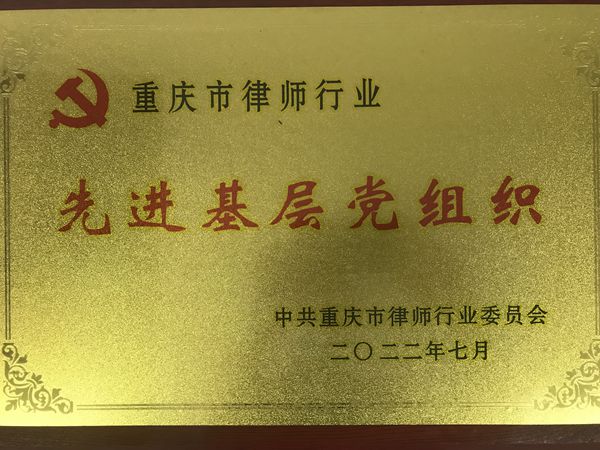 重庆市律师行业
先进基层党组织
中共重庆市律师行业委员会
二〇二二年七月